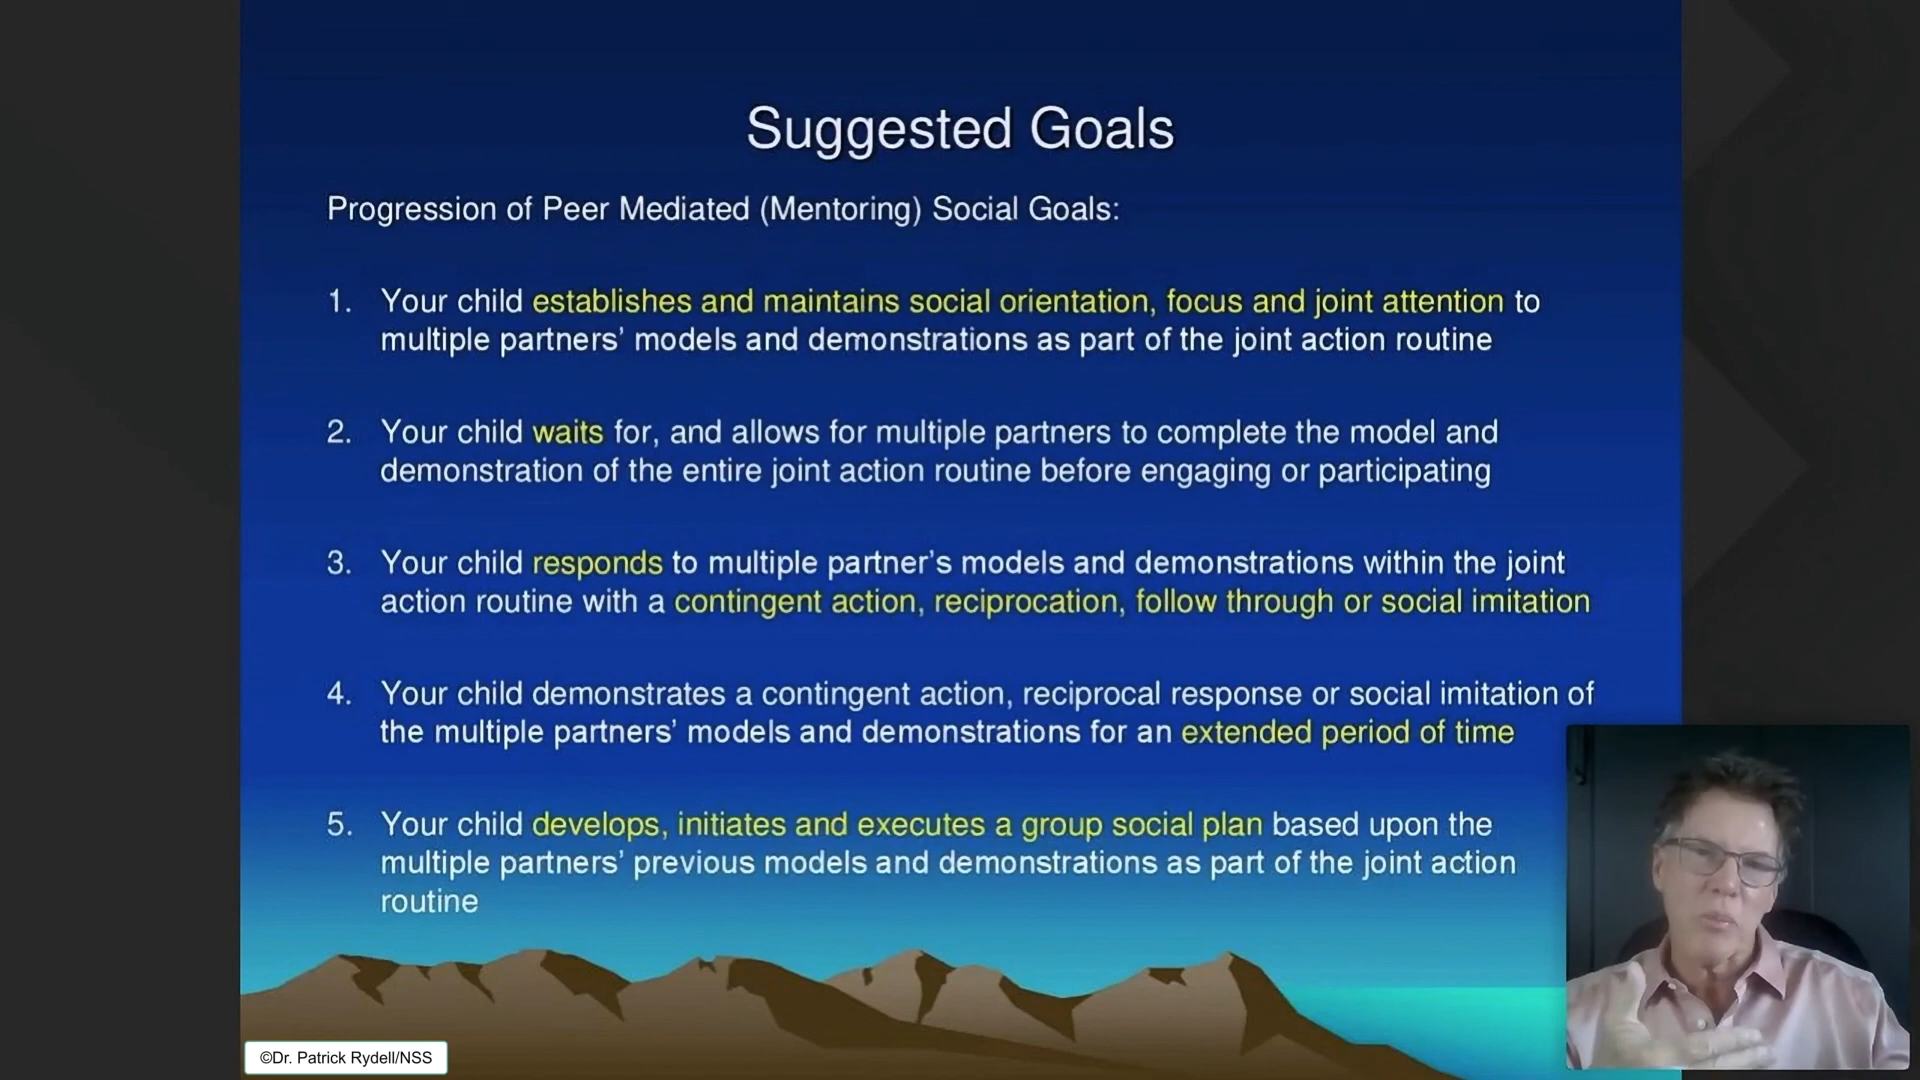 Suggested Goals
Progression of Peer Mediated (Mentoring) Social Goals:
1. Your child establishes and maintains social orientation, focus and joint attention to
multiple partners’ models and demonstrations as part of the joint action routine
2. Your child waits for, and allows for multiple partners to complete the model and
demonstration of the entire joint action routine before engaging or participating
3. Your child responds to multiple partner’s models and demonstrations within the joint
action routine with a contingent action, reciprocation, follow through or social imitation
4. Your child demonstrates a contingent action, reciprocal response or social imitation of
the multiple partners’ models and demonstrations for an extended period of time
5. Your child develops, initiates and executes a group social plan based upon the
multiple partners’ previous models and demonstrations as part of the joint action
routine
©Dr. Patrick Rydell/NSS